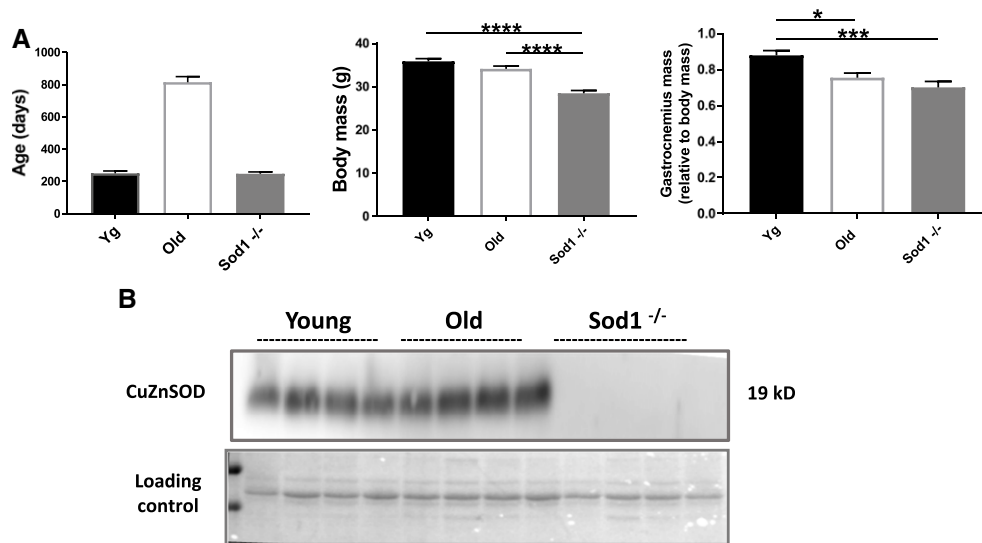 A
Age (days)
1000
800
600
400
200
0
Yg
Old
Sod1 -/-
Body mass (g)
40
30
20
10
0
****
****
Yg
Old
Sod1 -/-
Gastrocnemius mass
(relative to body mass)
1.0
0.8
0.6
0.4
0.2
0.0
*
***
Yg
Old
Sod1 -/-
B
Young
Old
Sod1 -/-
CuZnSOD
19 kD
Loading
control